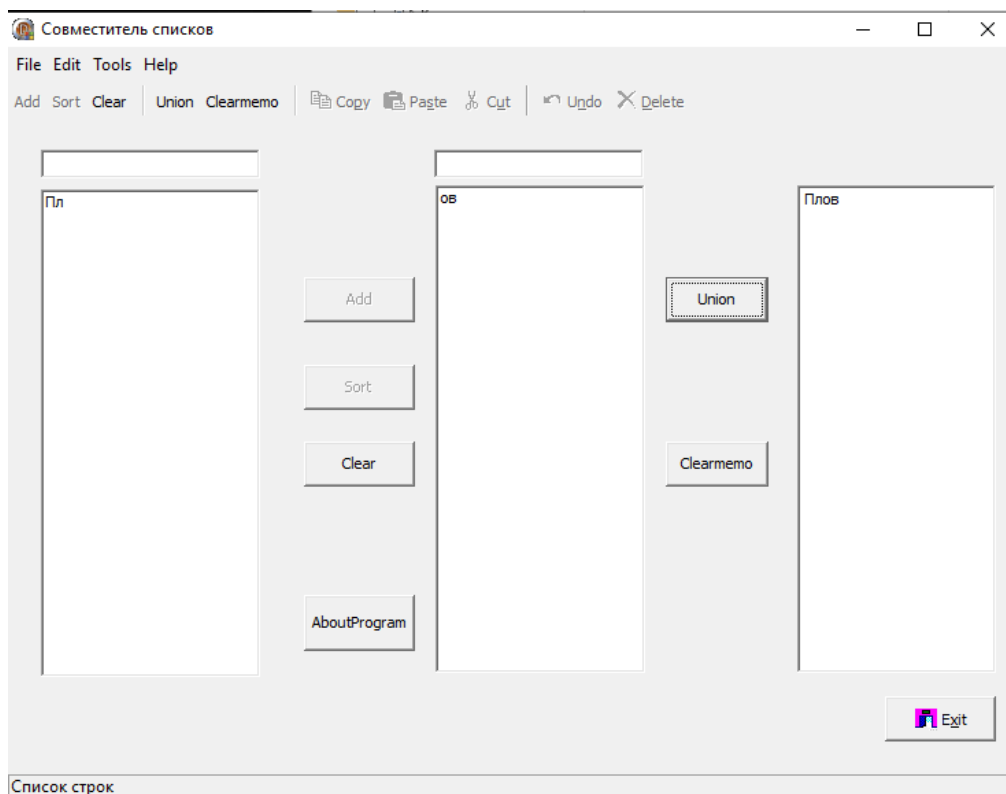 Совместитель списков
File Edit Tools Help
Add Sort Clear Union Clearmemo Copy Paste Cut Undo Delete
Пл ов Плов
Add Union
Sort
Clear Clearmemo
AboutProgram
Exit
Список строк